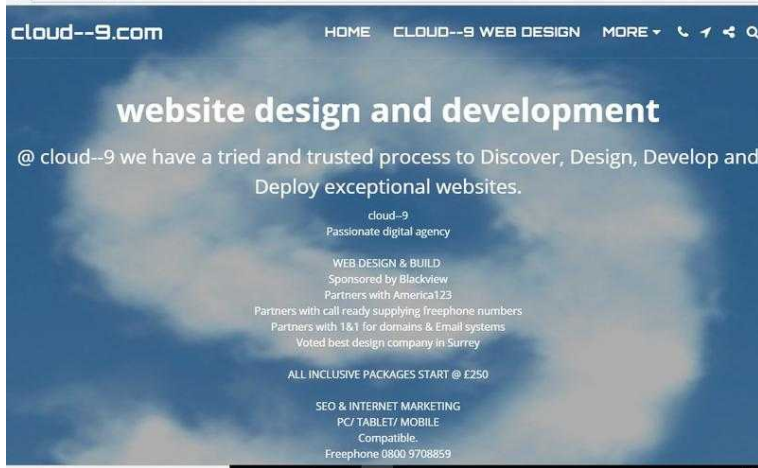 cloud--9.com
HOME CLOUD--9 WEB DESIGN MORE
website design and development
@ cloud--9 we have a tried and trusted process to Discover, Design, Develop and
Deploy exceptional websites.
cloud--9
Passionate digital agency
WEB DESIGN & BUILD
Sponsored by Blackview
Partners with America123
Partners with call ready supplying freephone numbers
Partners with 1&1 for domains & Email systems
Voted best design company in Surrey
ALL INCLUSIVE PACKAGES START @ £250
SEO & INTERNET MARKETING
PC/ TABLET/ MOBILE
Compatible.
Freephone 0800 9708859